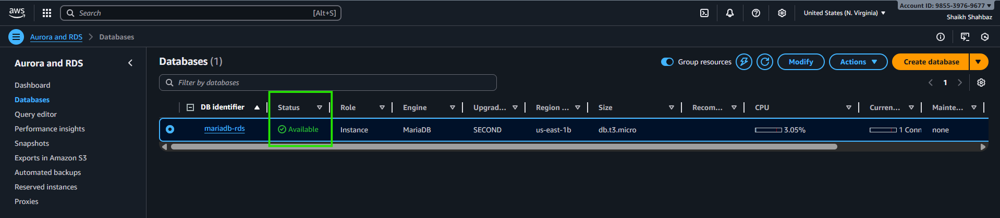 aws
Search
[Alt+S]
United States (N. Virginia)
Account ID: 9855-3976-9677
Shaikh Shahbaz
Aurora and RDS
Databases
Aurora and RDS
Dashboard
Databases
Query editor
Performance insights
Snapshots
Exports in Amazon S3
Automated backups
Reserved instances
Proxies
Databases (1)
Group resources
Modify
Actions
Create database
Filter by databases
1
DB identifier Status Role Engine Upgrad... Region ... Size Recom... CPU Curren... Mainte...
mariadb-rds Available Instance MariaDB SECOND us-east-1b db.t3.micro 3.05% 1 Conn none